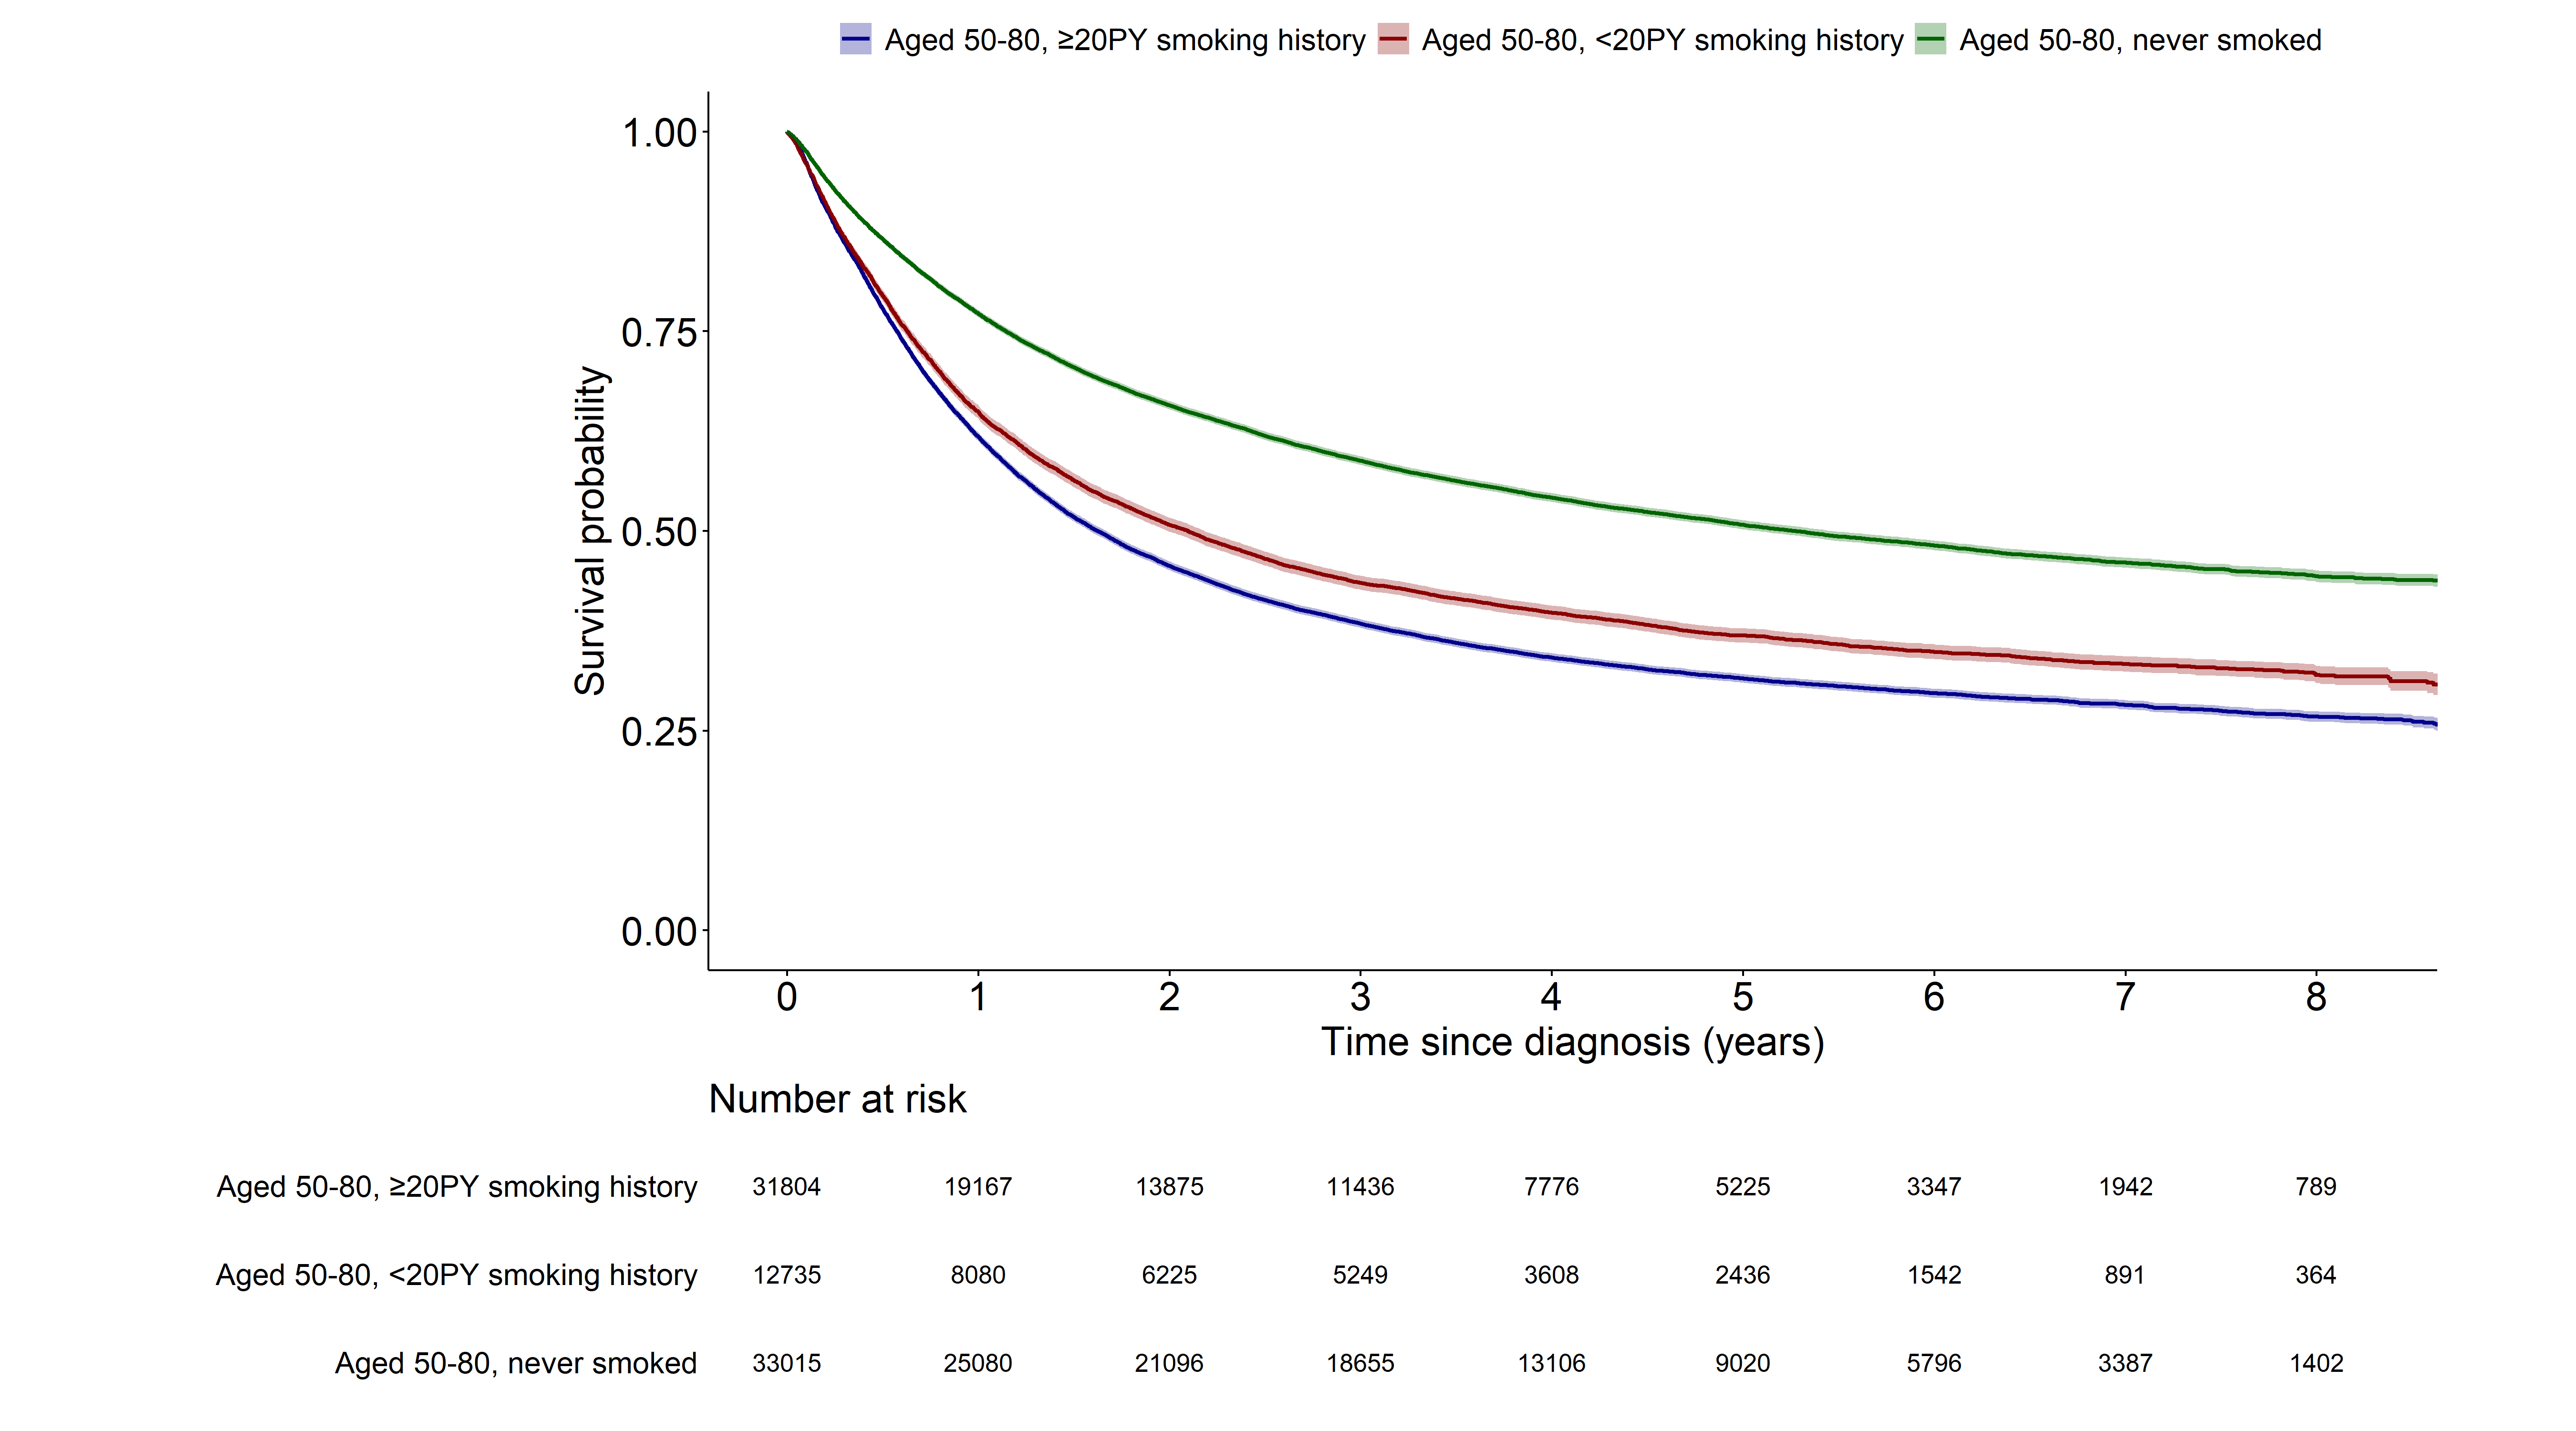 Aged 50-80, ≥20PY smoking history Aged 50-80, <20PY smoking history Aged 50-80, never smoked
1.00
0.75
0.50
0.25
0.00
Survival probability
0 1 2 3 4 5 6 7 8
Time since diagnosis (years)
Number at risk
Aged 50-80, ≥20PY smoking history 31804 19167 13875 11436 7776 5225 3347 1942 789
Aged 50-80, <20PY smoking history 12735 8080 6225 5249 3608 2436 1542 891 364
Aged 50-80, never smoked 33015 25080 21096 18655 13106 9020 5796 3387 1402